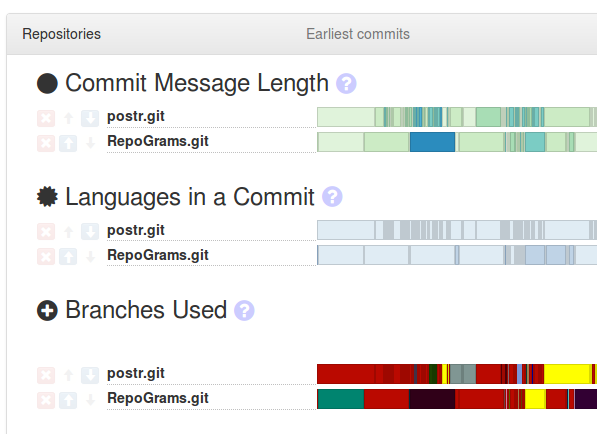 Repositories Earliest commits
Commit Message Length ?
postr.git
RepoGrams.git
Languages in a Commit ?
postr.git
RepoGrams.git
Branches Used ?
postr.git
RepoGrams.git